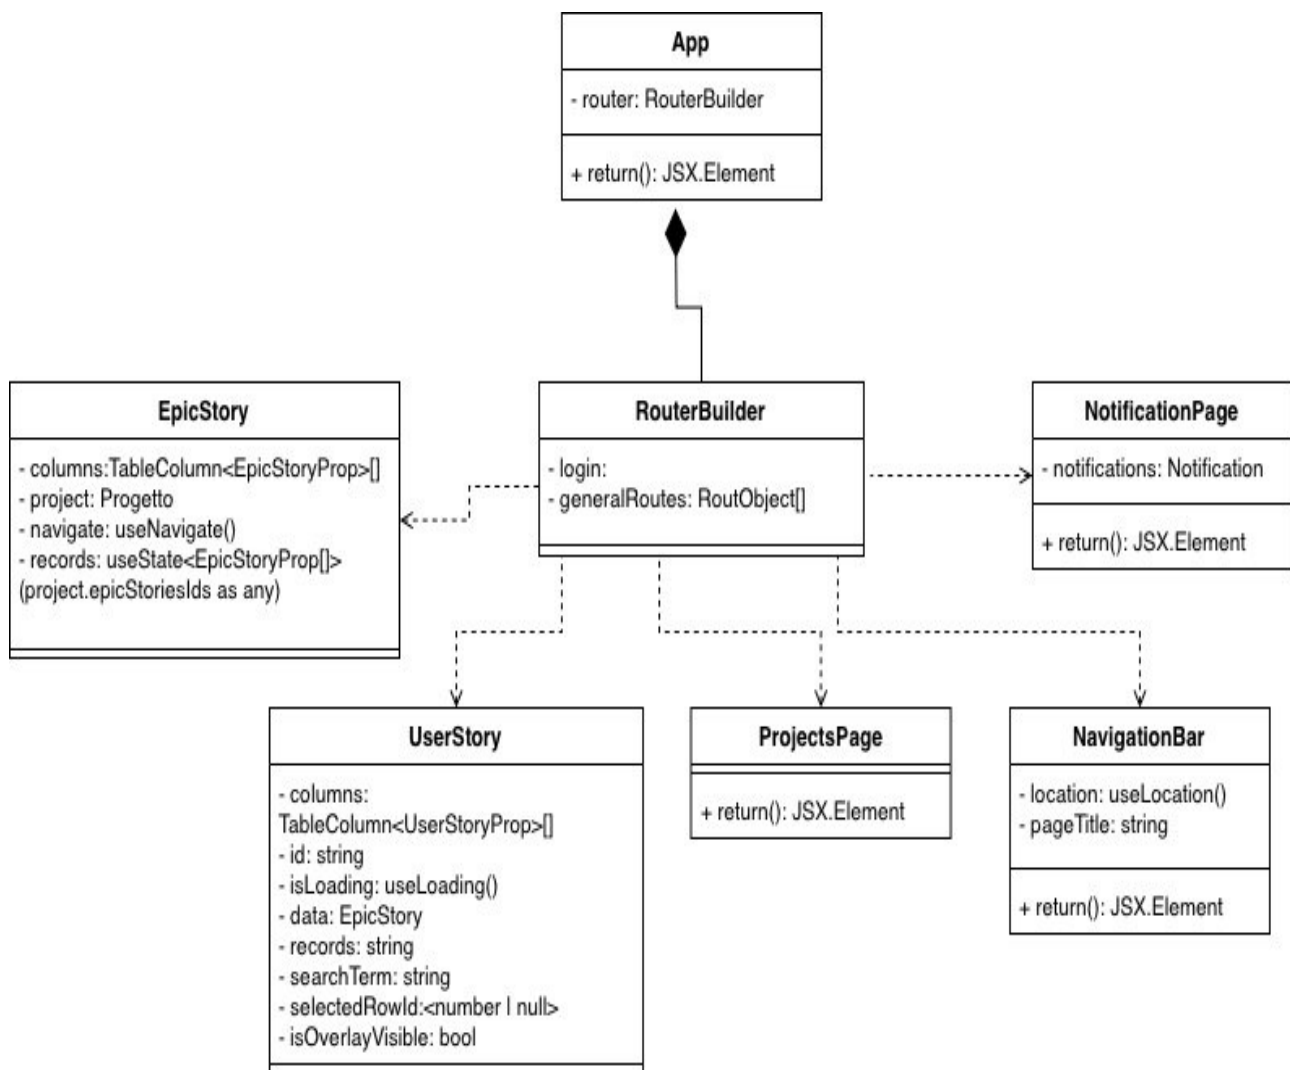 App
- router: RouterBuilder
+ return(): JSX.Element
EpicStory
- columns:TableColumn<EpicStoryProp>[]
- project: Progetto
- navigate: useNavigate()
- records: useState<EpicStoryProp[]>
(project.epicStoriesIds as any)
RouterBuilder
- login:
- generalRoutes: RoutObject[]
NotificationPage
- notifications: Notification
+ return(): JSX.Element
UserStory
- columns:
TableColumn<UserStoryProp>[]
- id: string
- isLoading: useLoading()
- data: EpicStory
- records: string
- searchTerm: string
- selectedRowId:<number | null>
- isOverlayVisible: bool
ProjectsPage
+ return(): JSX.Element
NavigationBar
- location: useLocation()
- pageTitle: string
+ return(): JSX.Element